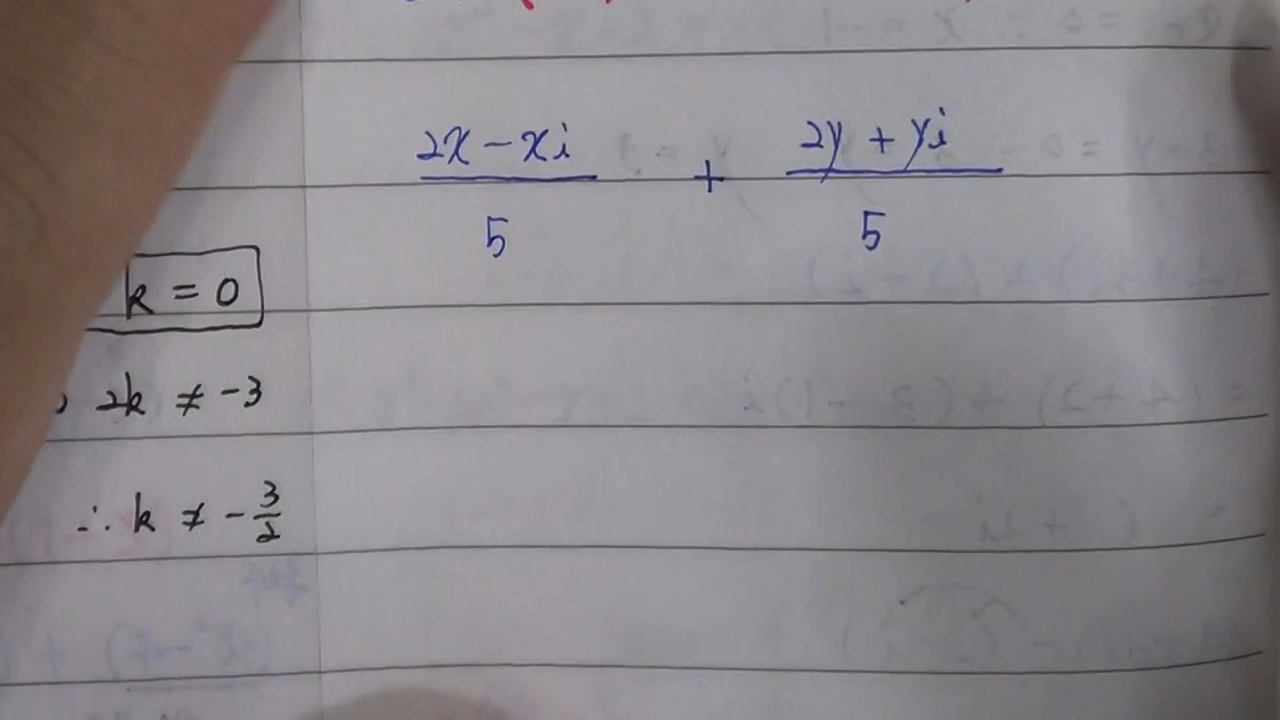 2x - xi / 5 + 2y + yi / 5
k = 0
2k ≠ -3
∴ k ≠ - 3/2